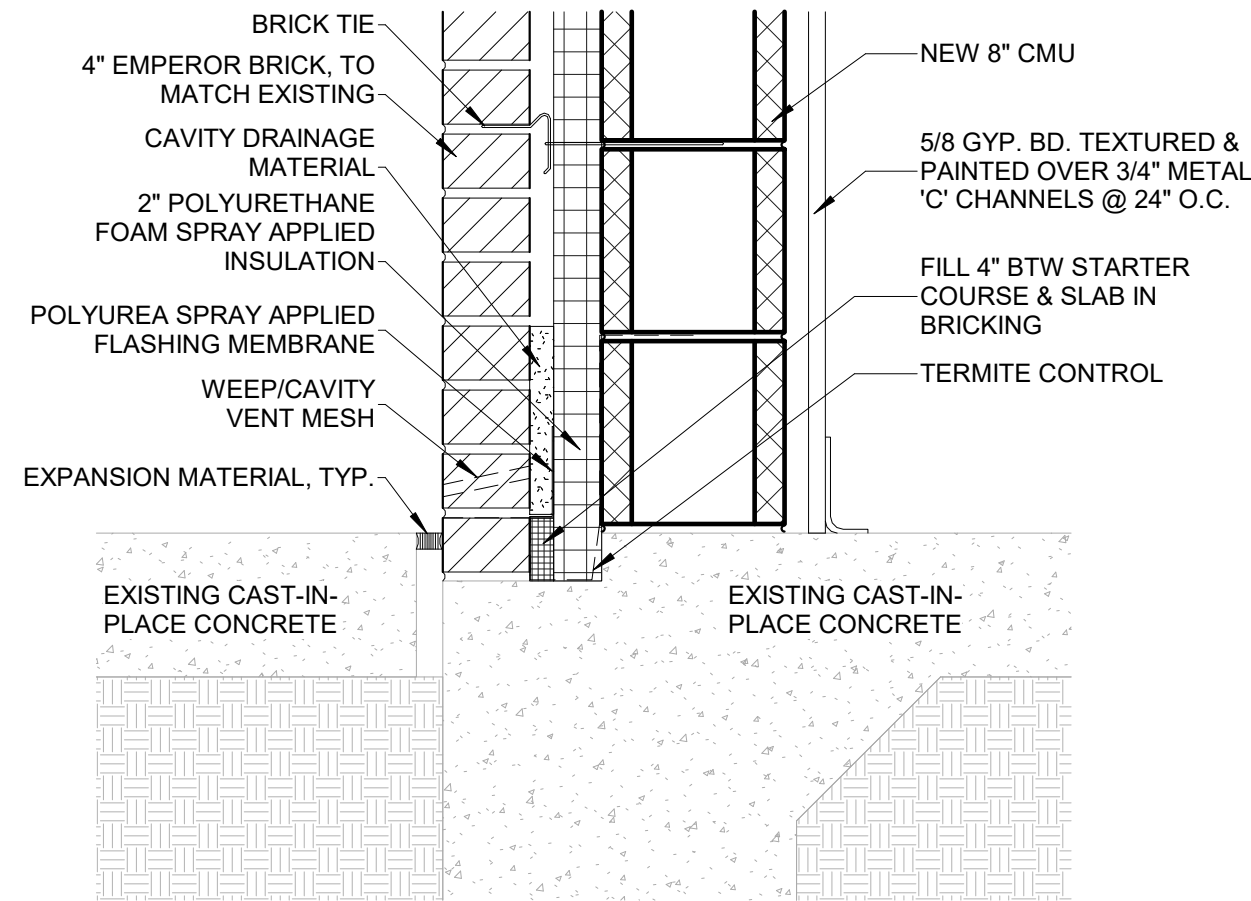 BRICK TIE
4" EMPEROR BRICK, TO
MATCH EXISTING
CAVITY DRAINAGE
MATERIAL
2" POLYURETHANE
FOAM SPRAY APPLIED
INSULATION
POLYUREA SPRAY APPLIED
FLASHING MEMBRANE
WEEP/CAVITY
VENT MESH
EXPANSION MATERIAL, TYP.
EXISTING CAST-IN-
PLACE CONCRETE
NEW 8" CMU
5/8 GYP. BD. TEXTURED &
PAINTED OVER 3/4" METAL
'C' CHANNELS @ 24" O.C.
FILL 4" BTW STARTER
COURSE & SLAB IN
BRICKING
TERMITE CONTROL
EXISTING CAST-IN-
PLACE CONCRETE